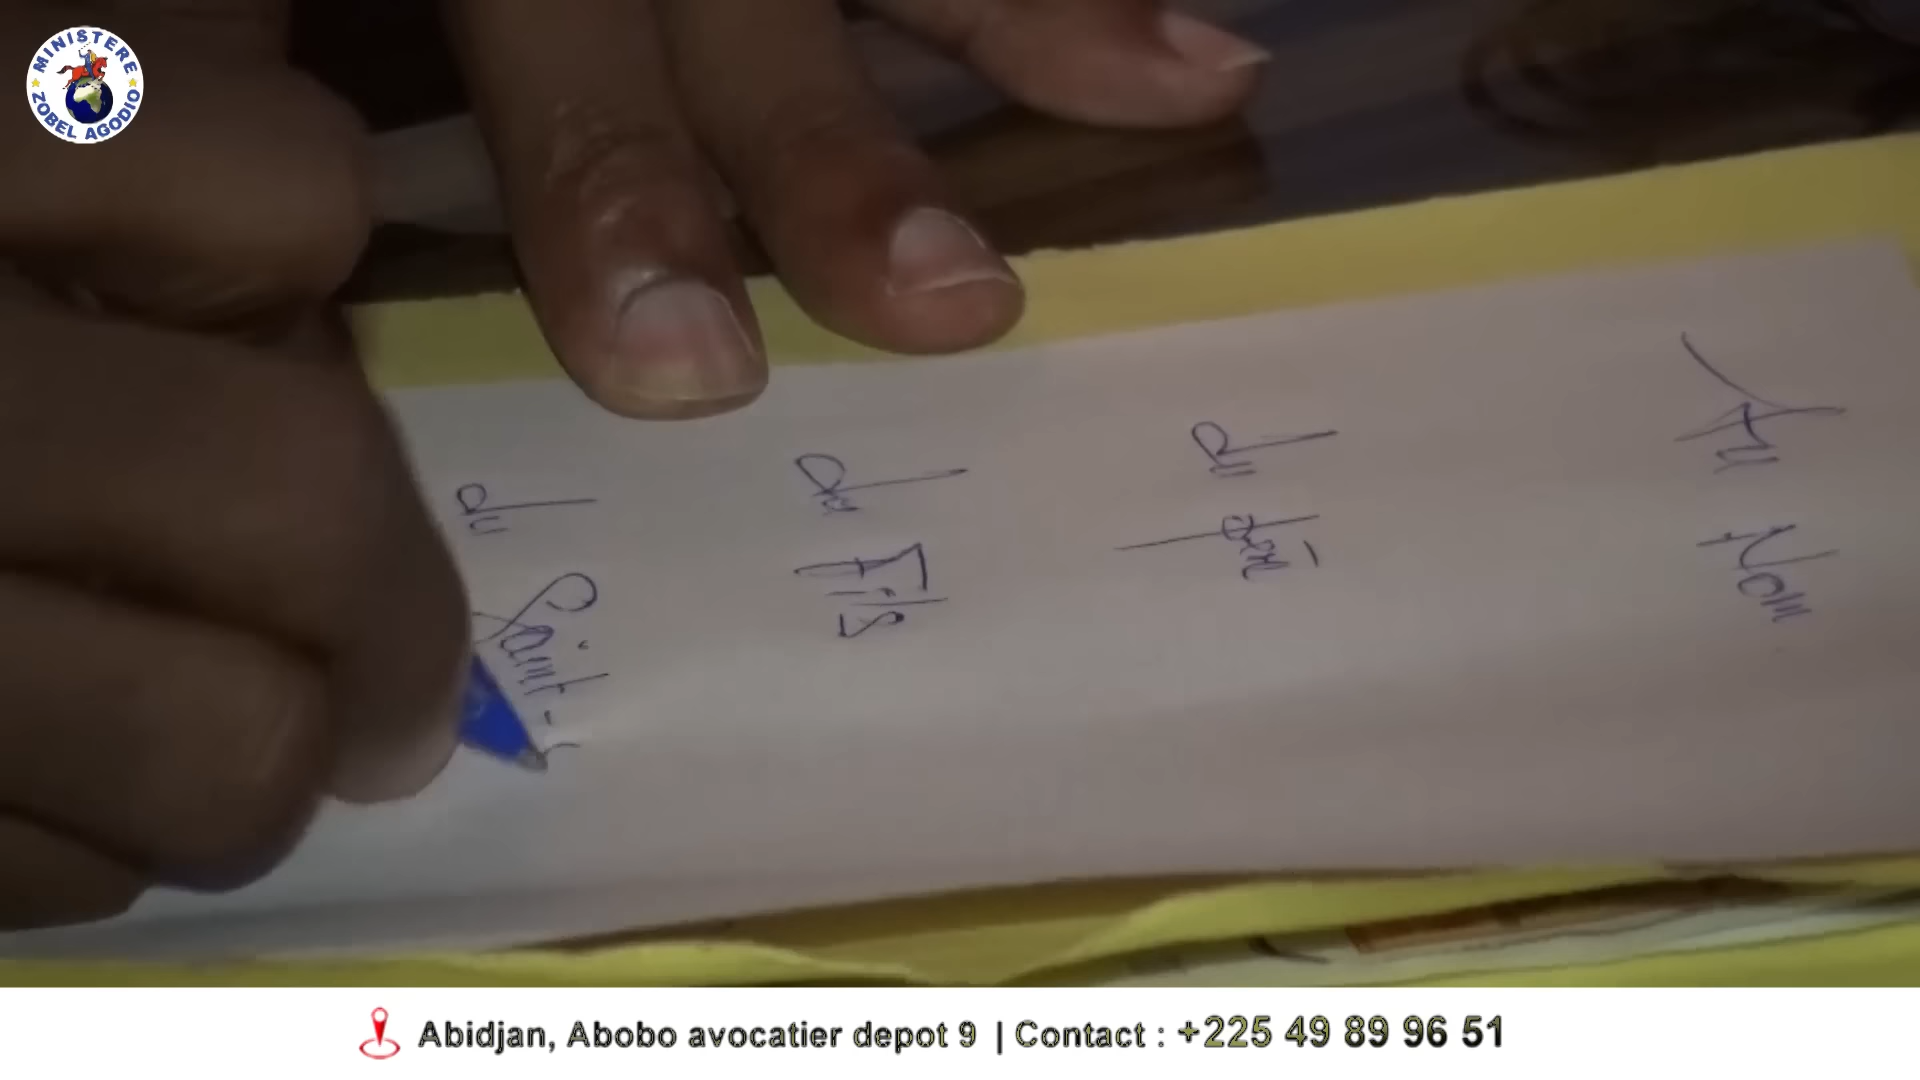 MINISTERE
ZOBEL AGODIO
Au Nom
du père
du Fils
du Saint-
Abidjan, Abobo avocatier depot 9 | Contact : +225 49 89 96 51